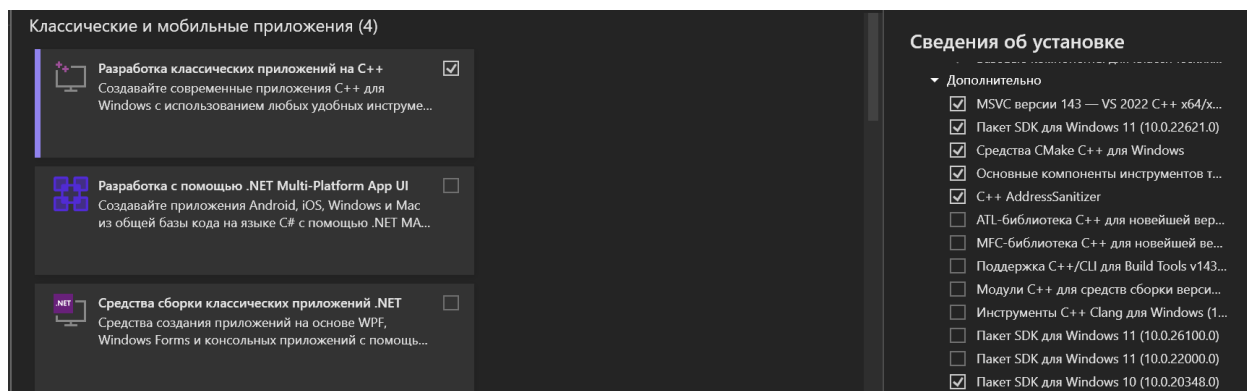 Классические и мобильные приложения (4)
Разработка классических приложений на C++
Создавайте современные приложения C++ для
Windows с использованием любых удобных инструме...
Разработка с помощью .NET Multi-Platform App UI
Создавайте приложения Android, iOS, Windows и Mac
из общей базы кода на языке C# с помощью .NET MA...
.NET
Средства сборки классических приложений .NET
Средства создания приложений на основе WPF,
Windows Forms и консольных приложений с помощь...
Сведения об установке
Дополнительно
MSVC версии 143 — VS 2022 C++ x64/x...
Пакет SDK для Windows 11 (10.0.22621.0)
Средства CMake C++ для Windows
Основные компоненты инструментов т...
C++ AddressSanitizer
ATL-библиотека C++ для новейшей вер...
MFC-библиотека C++ для новейшей ве...
Поддержка C++/CLI для Build Tools v143...
Модули C++ для средств сборки верси...
Инструменты C++ Clang для Windows (1...
Пакет SDK для Windows 11 (10.0.26100.0)
Пакет SDK для Windows 11 (10.0.22000.0)
Пакет SDK для Windows 10 (10.0.20348.0)